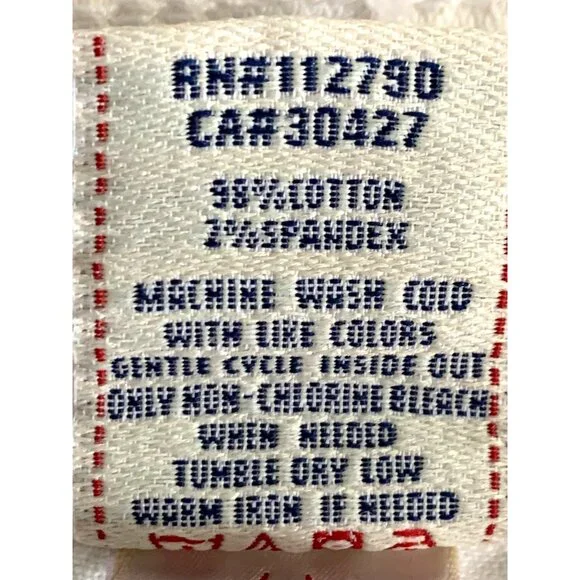 RN#112790
CA#30427
98%COTTON
2%SPANDEX
MACHINE WASH COLD
WITH LIKE COLORS
GENTLE CYCLE INSIDE OUT
ONLY NON-CHLORINE BLEACH
WHEN NEEDED
TUMBLE DRY LOW
WARM IRON IF NEEDED